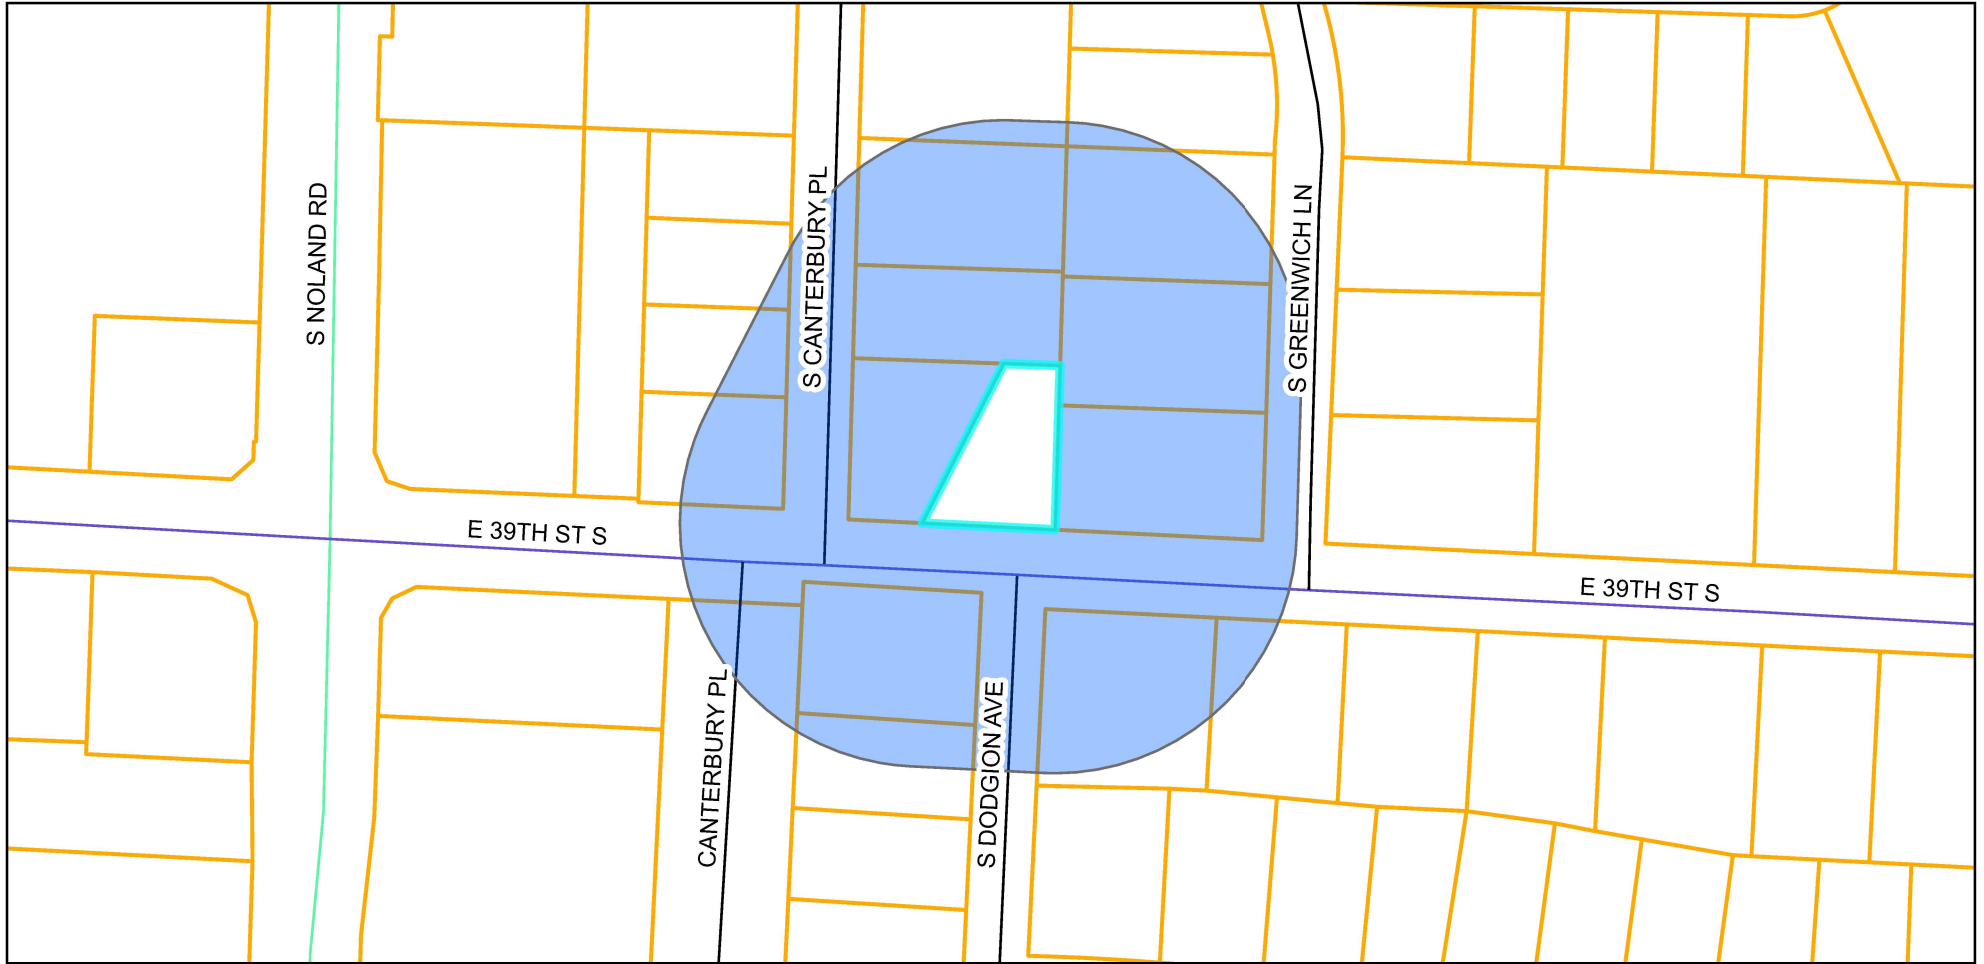 S NOLAND RD
S CANTERBURY PL
S GREENWICH LN
E 39TH ST S
E 39TH ST S
CANTERBURY PL
S DODGION AVE